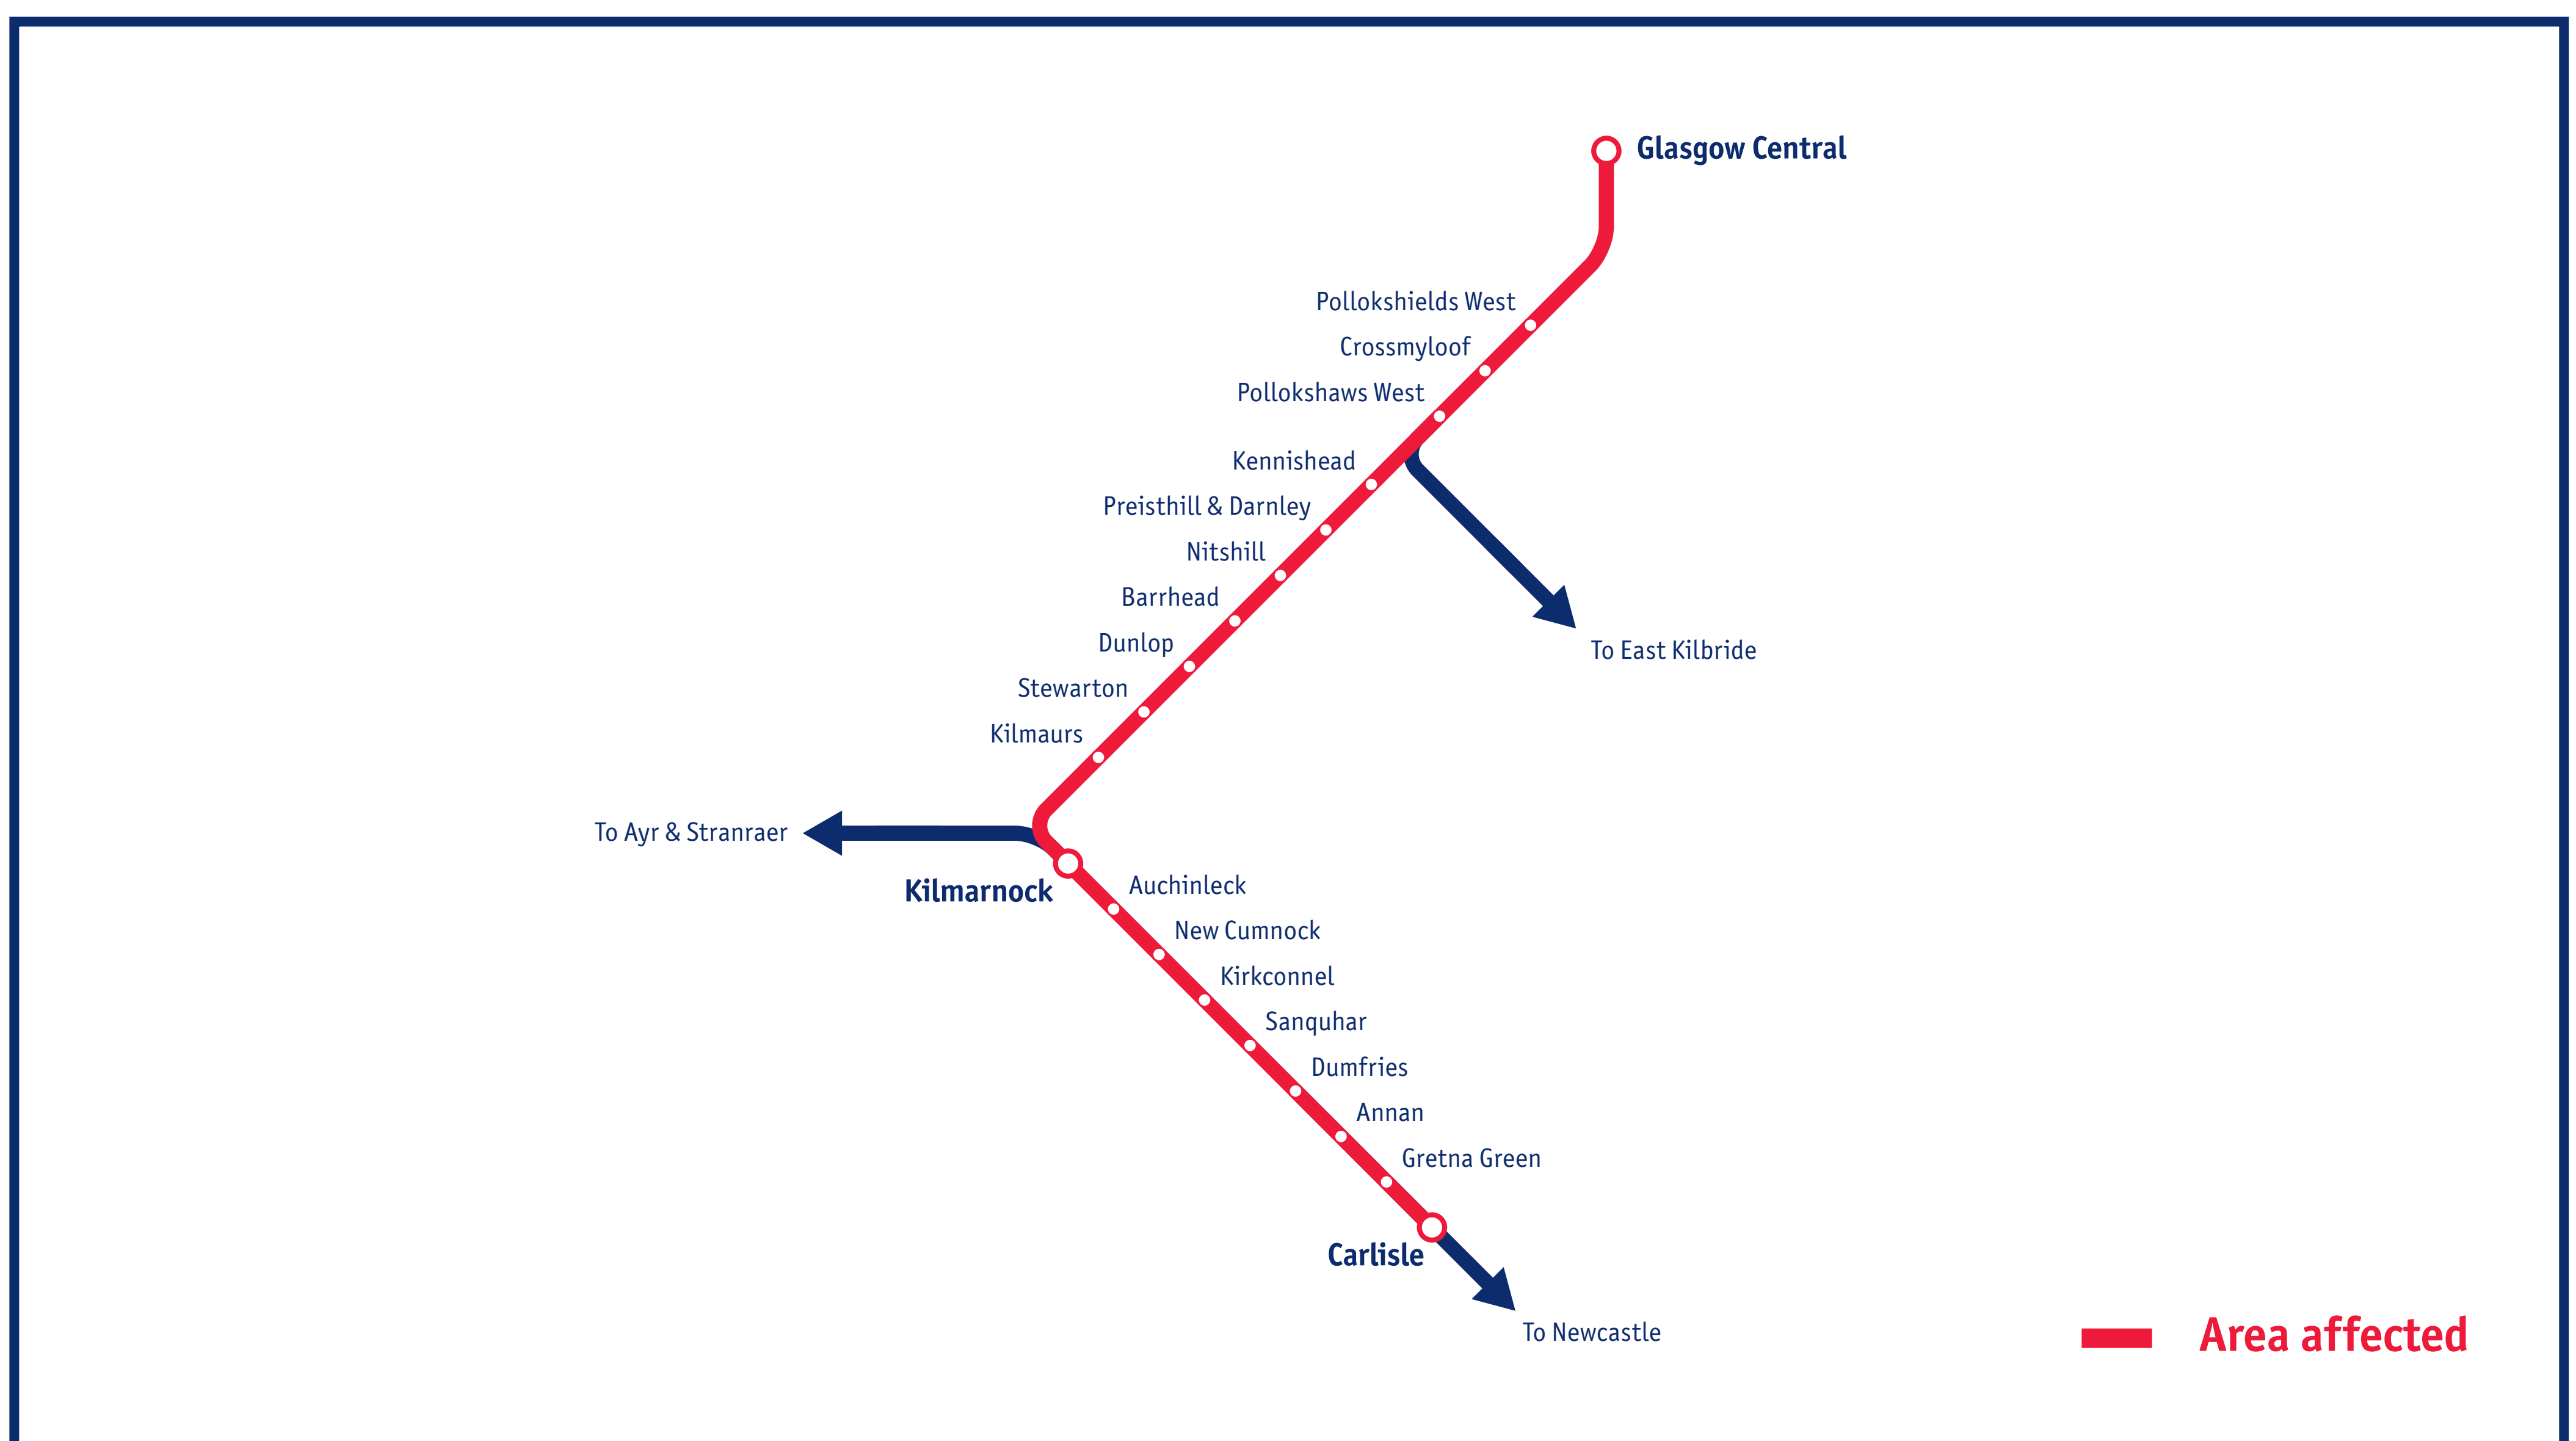 Glasgow Central
Pollokshields West
Crossmyloof
Pollokshaws West
Kennishead
Preisthill & Darnley
Nitshill
Barrhead
Dunlop
To East Kilbride
Stewarton
Kilmaurs
To Ayr & Stranraer
Kilmarnock
Auchinleck
New Cumnock
Kirkconnel
Sanquhar
Dumfries
Annan
Gretna Green
Carlisle
To Newcastle
Area affected